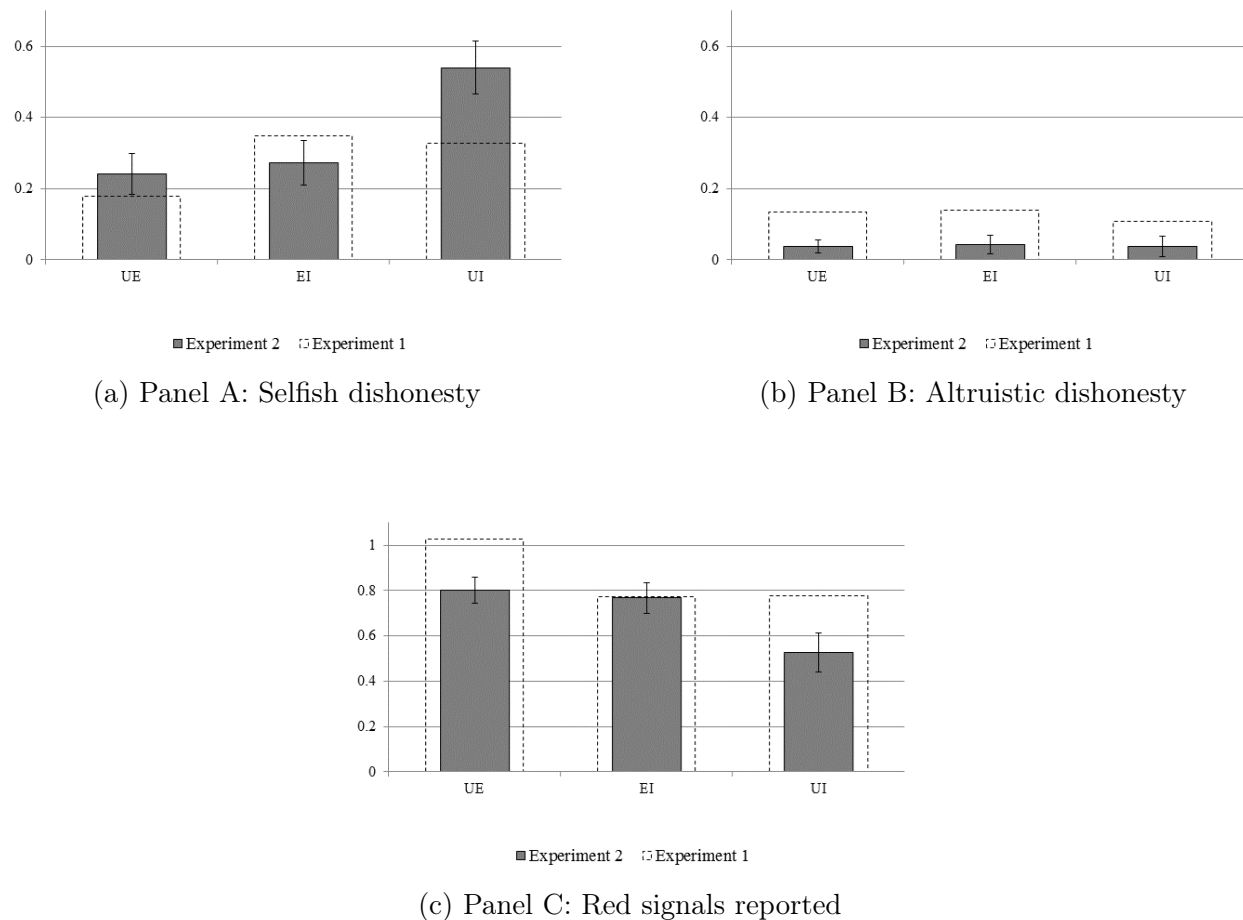 0.6
0.4
0.2
0
UE EI UI
Experiment 2 Experiment 1
(a) Panel A: Selfish dishonesty
0.6
0.4
0.2
0
UE EI UI
Experiment 2 Experiment 1
(b) Panel B: Altruistic dishonesty
1
0.8
0.6
0.4
0.2
0
UE EI UI
Experiment 2 Experiment 1
(c) Panel C: Red signals reported